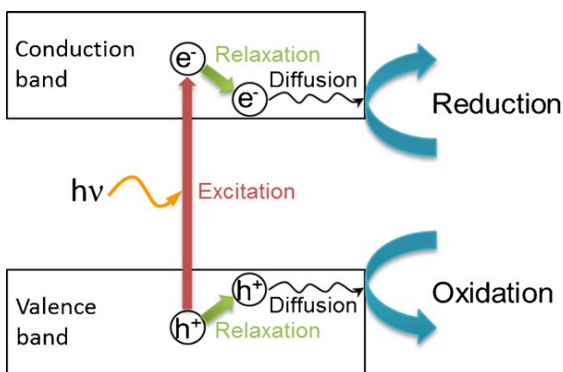 Conduction
band
e-
Relaxation
e-
Diffusion
Reduction
hν
Excitation
Valence
band
h+
h+
Diffusion
Relaxation
Oxidation